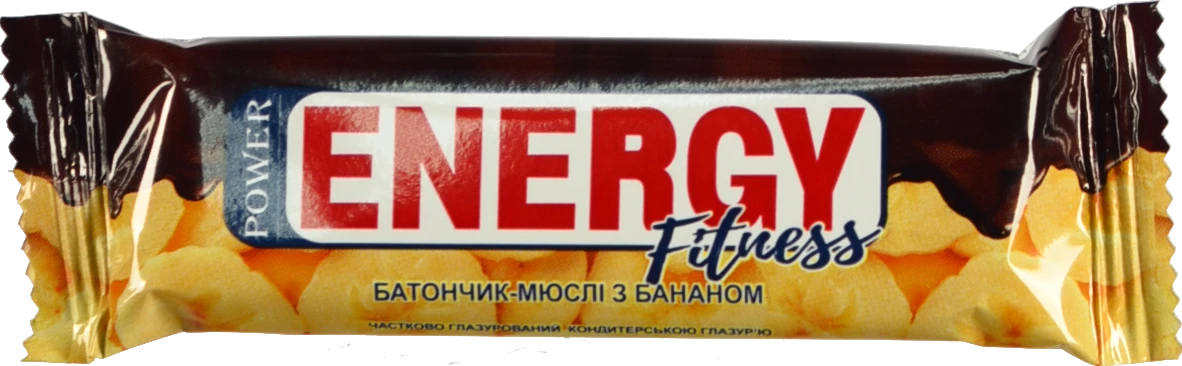 POWER
ENERGY
Fitness
БАТОНЧИК-МЮСЛІ З БАНАНОМ
ЧАСТКОВО ГЛАЗУРОВАНИЙ КОНДИТЕРСЬКОЮ ГЛАЗУР'Ю